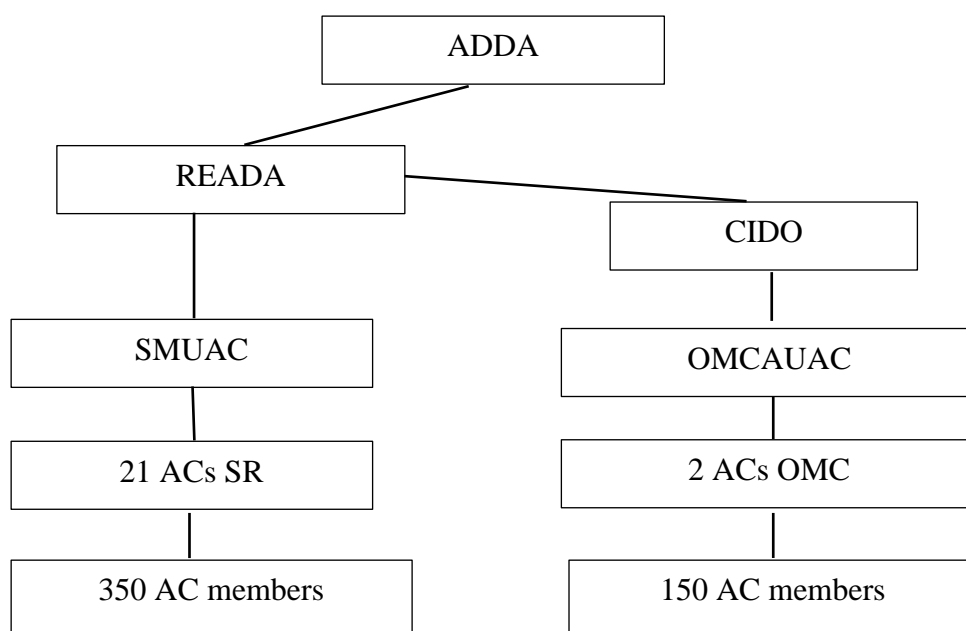 ADDA
READA
CIDO
SMUAC
OMCAUAC
21 ACs SR
2 ACs OMC
350 AC members
150 AC members